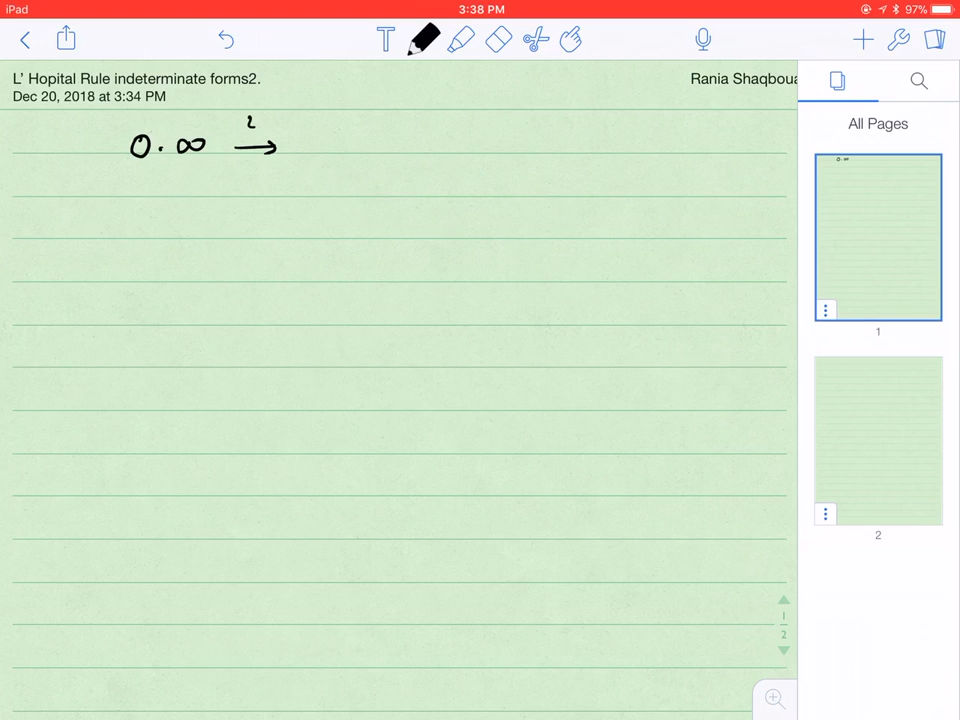 iPad 3:38 PM 97%
T
L' Hopital Rule indeterminate forms2. Rania Shaqboua
Dec 20, 2018 at 3:34 PM
All Pages
0 . ∞ →
0. ∞
1
2
1
2